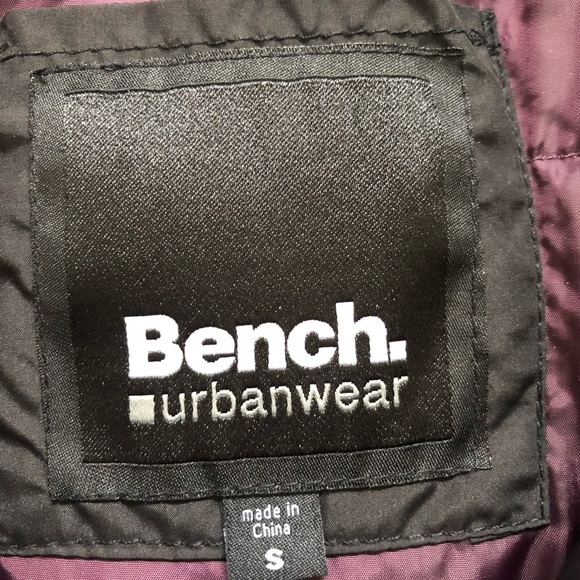 Bench.
urbanwear
made in
China
S